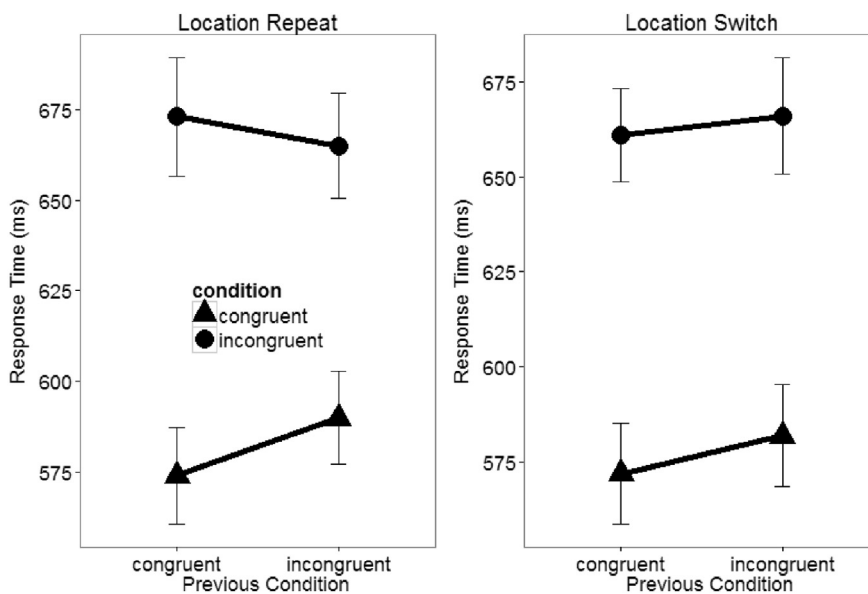 Location Repeat
Response Time (ms)
675
650
625
600
575
condition
congruent
incongruent
congruent incongruent
Previous Condition
Location Switch
Response Time (ms)
675
650
625
600
575
congruent incongruent
Previous Condition